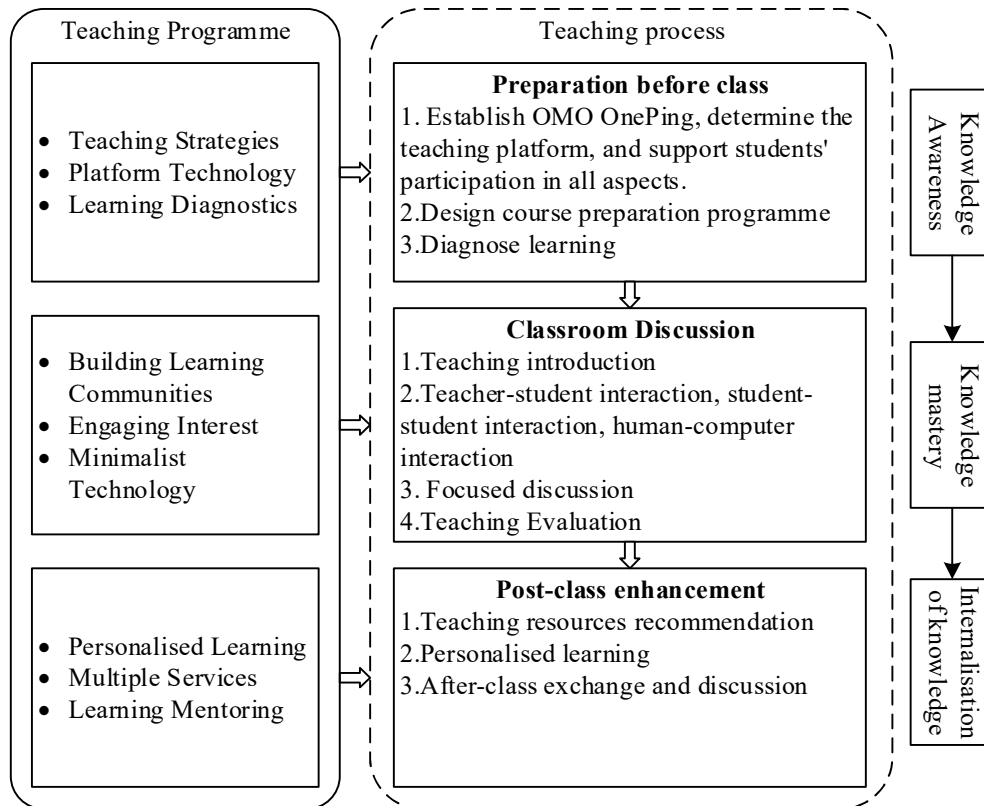 Teaching Programme
• Teaching Strategies
• Platform Technology
• Learning Diagnostics
• Building Learning
Communities
• Engaging Interest
• Minimalist
Technology
• Personalised Learning
• Multiple Services
• Learning Mentoring
Teaching process
Preparation before class
1. Establish OMO OnePing, determine the
teaching platform, and support students'
participation in all aspects.
2.Design course preparation programme
3.Diagnose learning
Classroom Discussion
1.Teaching introduction
2.Teacher-student interaction, student-
student interaction, human-computer
interaction
3. Focused discussion
4.Teaching Evaluation
Post-class enhancement
1.Teaching resources recommendation
2.Personalised learning
3.After-class exchange and discussion
Knowledge
Awareness
Knowledge
mastery
Internalisation
of knowledge